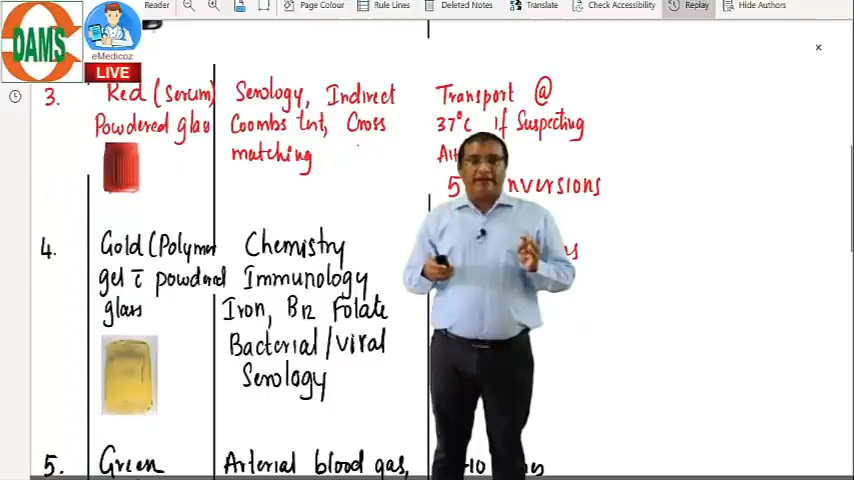 Reader
Page Colour
Rule Lines
Deleted Notes
Translate
Check Accessibility
Replay
Hide Authors
DAMS
eMedicoz
LIVE
3. Red (Serum) Serology, Indirect Transport @
Powdered glass Coombs test, Cross 37°C If Suspecting
matching
5 nversions
4. Gold (Polymer Chemistry
gel c powdered Immunology
glass Iron, B12 Folate
Bacterial/viral
Serology
5. Green Arterial blood gas,